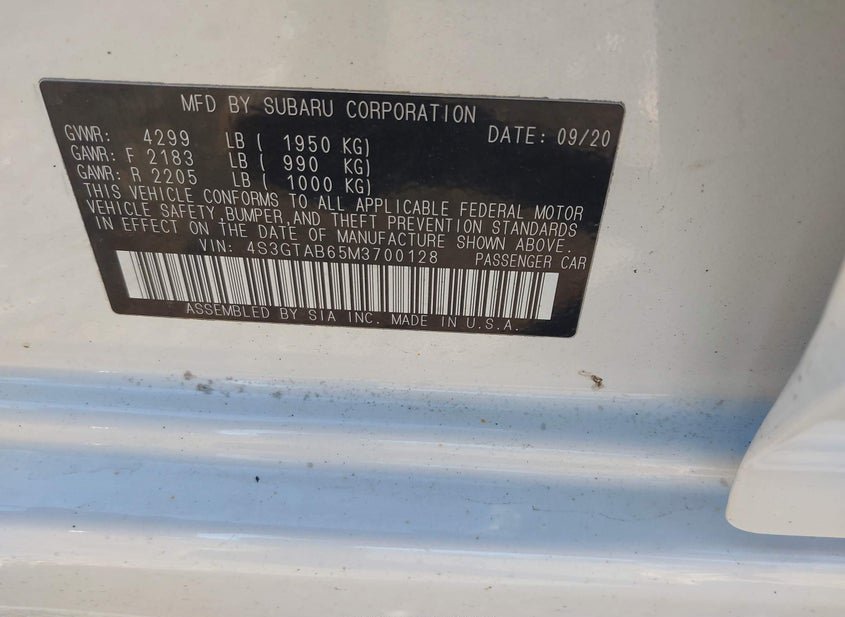 MFD BY SUBARU CORPORATION
GVWR: 4299 LB ( 1950 KG) DATE: 09/20
GAWR: F 2183 LB ( 990 KG)
GAWR: R 2205 LB ( 1000 KG)
THIS VEHICLE CONFORMS TO ALL APPLICABLE FEDERAL MOTOR
VEHICLE SAFETY,BUMPER,AND THEFT PREVENTION STANDARDS
IN EFFECT ON THE DATE OF MANUFACTURE SHOWN ABOVE.
VIN: 4S3GTAB65M3700128 PASSENGER CAR
ASSEMBLED BY SIA INC. MADE IN U.S.A.